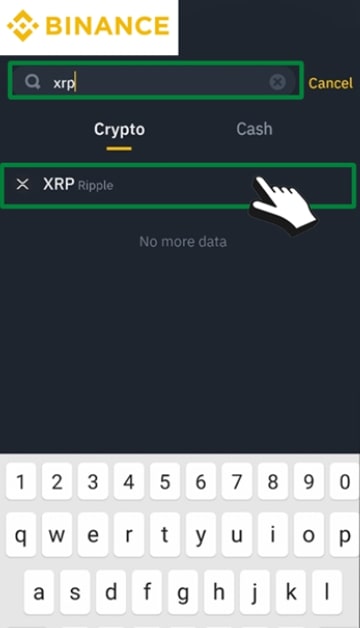 BINANCE
xrp
Cancel
Crypto Cash
XRP Ripple
No more data
1 2 3 4 5 6 7 8 9 0
q w e r t y u i o p
a s d f g h j k l